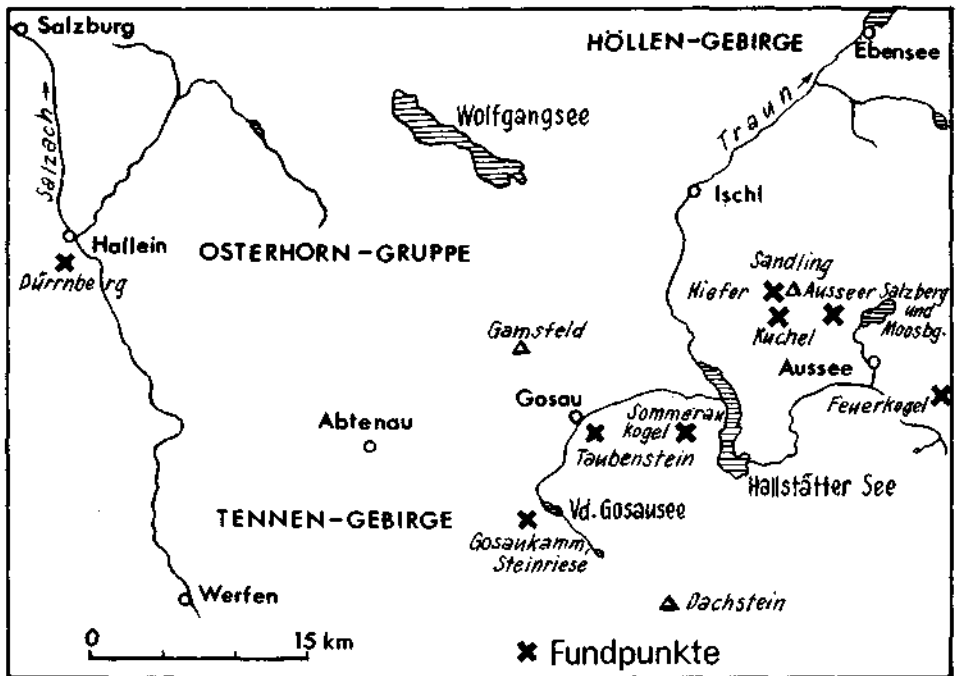 Salzburg
HÖLLEN-GEBIRGE
Ebensee
Wolfgangsee
Traun→
Salzach→
Ischl
Hallein
OSTERHORN-GRUPPE
Dürrnberg
Sandling
Hiefer
Ausseer Salzberg
und
Moosbg.
Kuchel
Gamsfeld
Aussee
Gosau
Feuerkogel
Sommerau
Kogel
Abtenau
Taubenstein
Hallstätter See
Vd. Gosausee
TENNEN-GEBIRGE
Gosaukamm,
Steinriese
Werfen
Dachstein
0 15 km
Fundpunkte